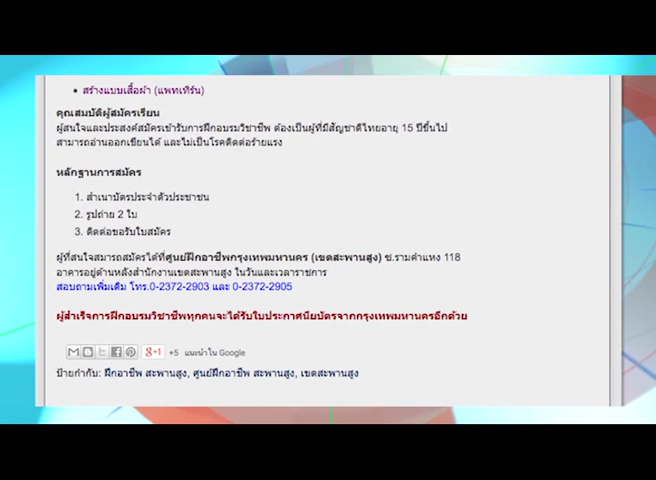 • สร้างแบบเสื้อผ้า (แพทเทิร์น)
คุณสมบัติผู้สมัครเรียน
ผู้สนใจและประสงค์สมัครเข้ารับการฝึกอบรมวิชาชีพ ต้องเป็นผู้ที่มีสัญชาติไทยอายุ 15 ปีขึ้นไป
สามารถอ่านออกเขียนได้ และไม่เป็นโรคติดต่อร้ายแรง
หลักฐานการสมัคร
1. สำเนาบัตรประจำตัวประชาชน
2. รูปถ่าย 2 ใบ
3. ติดต่อขอรับใบสมัคร
ผู้ที่สนใจสมารถสมัครได้ที่ศูนย์ฝึกอาชีพกรุงเทพมหานคร (เขตสะพานสูง) ซ.รามคำแหง 118
อาคารอยู่ด้านหลังสำนักงานเขตสะพานสูง ในวันและเวลาราชการ
สอบถามเพิ่มเติม โทร.0-2372-2903 และ 0-2372-2905
ผู้สำเร็จการฝึกอบรมวิชาชีพทุกคนจะได้รับใบประกาศนียบัตรจากกรุงเทพมหานครอีกด้วย
g+1 +5 แนะนำใน Google
ป้ายกำกับ: ฝึกอาชีพ สะพานสูง, ศูนย์ฝึกอาชีพ สะพานสูง, เขตสะพานสูง